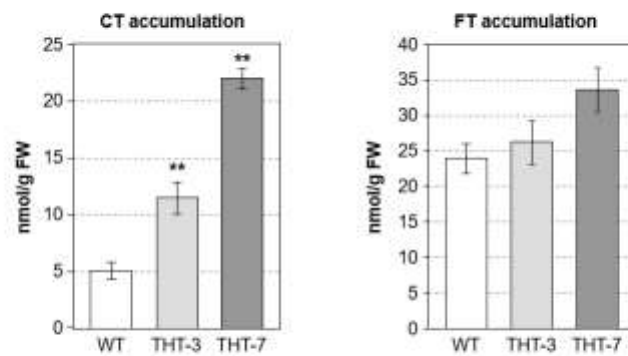 CT accumulation
nmol/g FW
25
20
15
10
5
0
**
**
WT THT-3 THT-7
FT accumulation
nmol/g FW
40
35
30
25
20
15
10
5
0
WT THT-3 THT-7